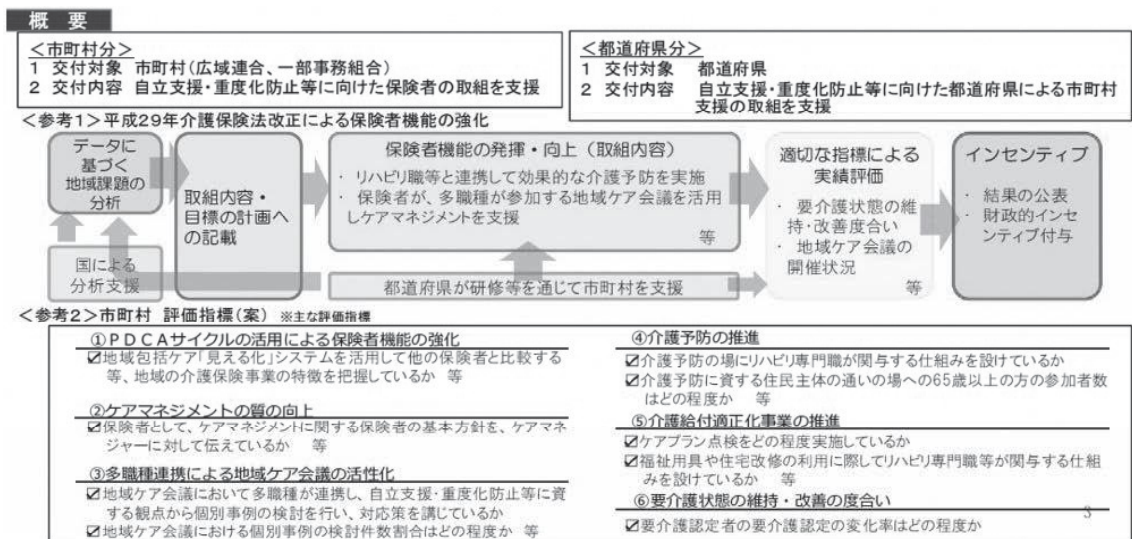 概 要
<市町村分>
1 交付対象 市町村(広域連合、一部事務組合)
2 交付内容 自立支援・重度化防止等に向けた保険者の取組を支援
<都道府県分>
1 交付対象 都道府県
2 交付内容 自立支援・重度化防止等に向けた都道府県による市町村
支援の取組を支援
<参考1>平成29年介護保険法改正による保険者機能の強化
データに
基づく
地域課題の
分析
国による
分析支援
取組内容・
目標の計画へ
の記載
保険者機能の発揮・向上(取組内容)
・ リハビリ職等と連携して効果的な介護予防を実施
・ 保険者が、多職種が参加する地域ケア会議を活用
しケアマネジメントを支援
等
都道府県が研修等を通じて市町村を支援
適切な指標による
実績評価
・ 要介護状態の維
持・改善度合い
・ 地域ケア会議の
開催状況
等
インセンティブ
・ 結果の公表
・ 財政的インセ
ンティブ付与
<参考2>市町村 評価指標(案) ※主な評価指標
①PDCAサイクルの活用による保険者機能の強化
☑地域包括ケア「見える化」システムを活用して他の保険者と比較する
等、地域の介護保険事業の特徴を把握しているか 等
②ケアマネジメントの質の向上
☑保険者として、ケアマネジメントに関する保険者の基本方針を、ケアマネ
ジャーに対して伝えているか 等
③多職種連携による地域ケア会議の活性化
☑地域ケア会議において多職種が連携し、自立支援・重度化防止等に資
する観点から個別事例の検討を行い、対応策を講じているか
☑地域ケア会議における個別事例の検討件数割合はどの程度か 等
④介護予防の推進
☑介護予防の場にリハビリ専門職が関与する仕組みを設けているか
☑介護予防に資する住民主体の通いの場への65歳以上の方の参加者数
はどの程度か 等
⑤介護給付適正化事業の推進
☑ケアプラン点検をどの程度実施しているか
☑福祉用具や住宅改修の利用に際してリハビリ専門職等が関与する仕組
みを設けているか 等
⑥要介護状態の維持・改善の度合い
☑要介護認定者の要介護認定の変化率はどの程度か
3